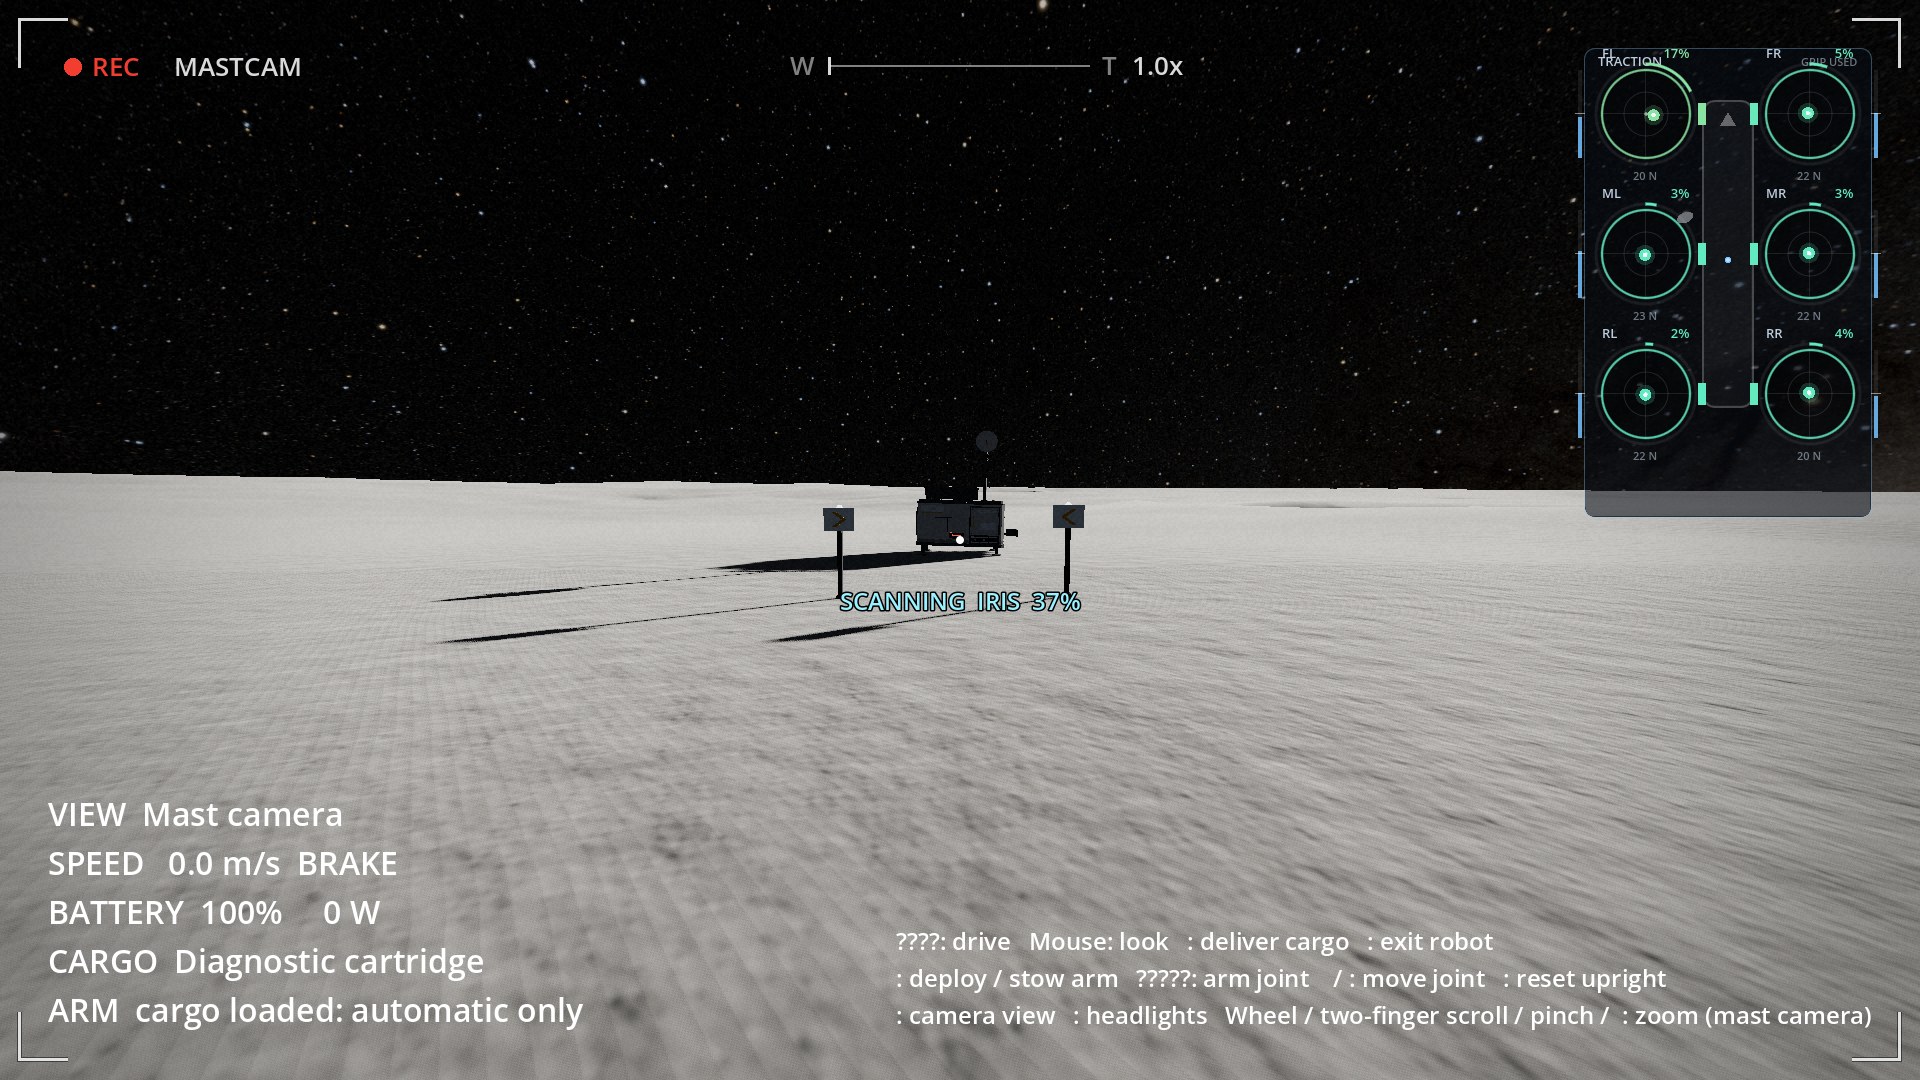 REC MASTCAM
W T 1.0x
FL 17% FR 5%
TRACTION GRIP USED
20 N 22 N
ML 3% MR 3%
23 N 22 N
RL 2% RR 4%
22 N 20 N
SCANNING IRIS 37%
VIEW Mast camera
SPEED 0.0 m/s BRAKE
BATTERY 100% 0 W
CARGO Diagnostic cartridge
ARM cargo loaded: automatic only
????: drive Mouse: look : deliver cargo : exit robot
: deploy / stow arm ?????: arm joint / : move joint : reset upright
: camera view : headlights Wheel / two-finger scroll / pinch / : zoom (mast camera)